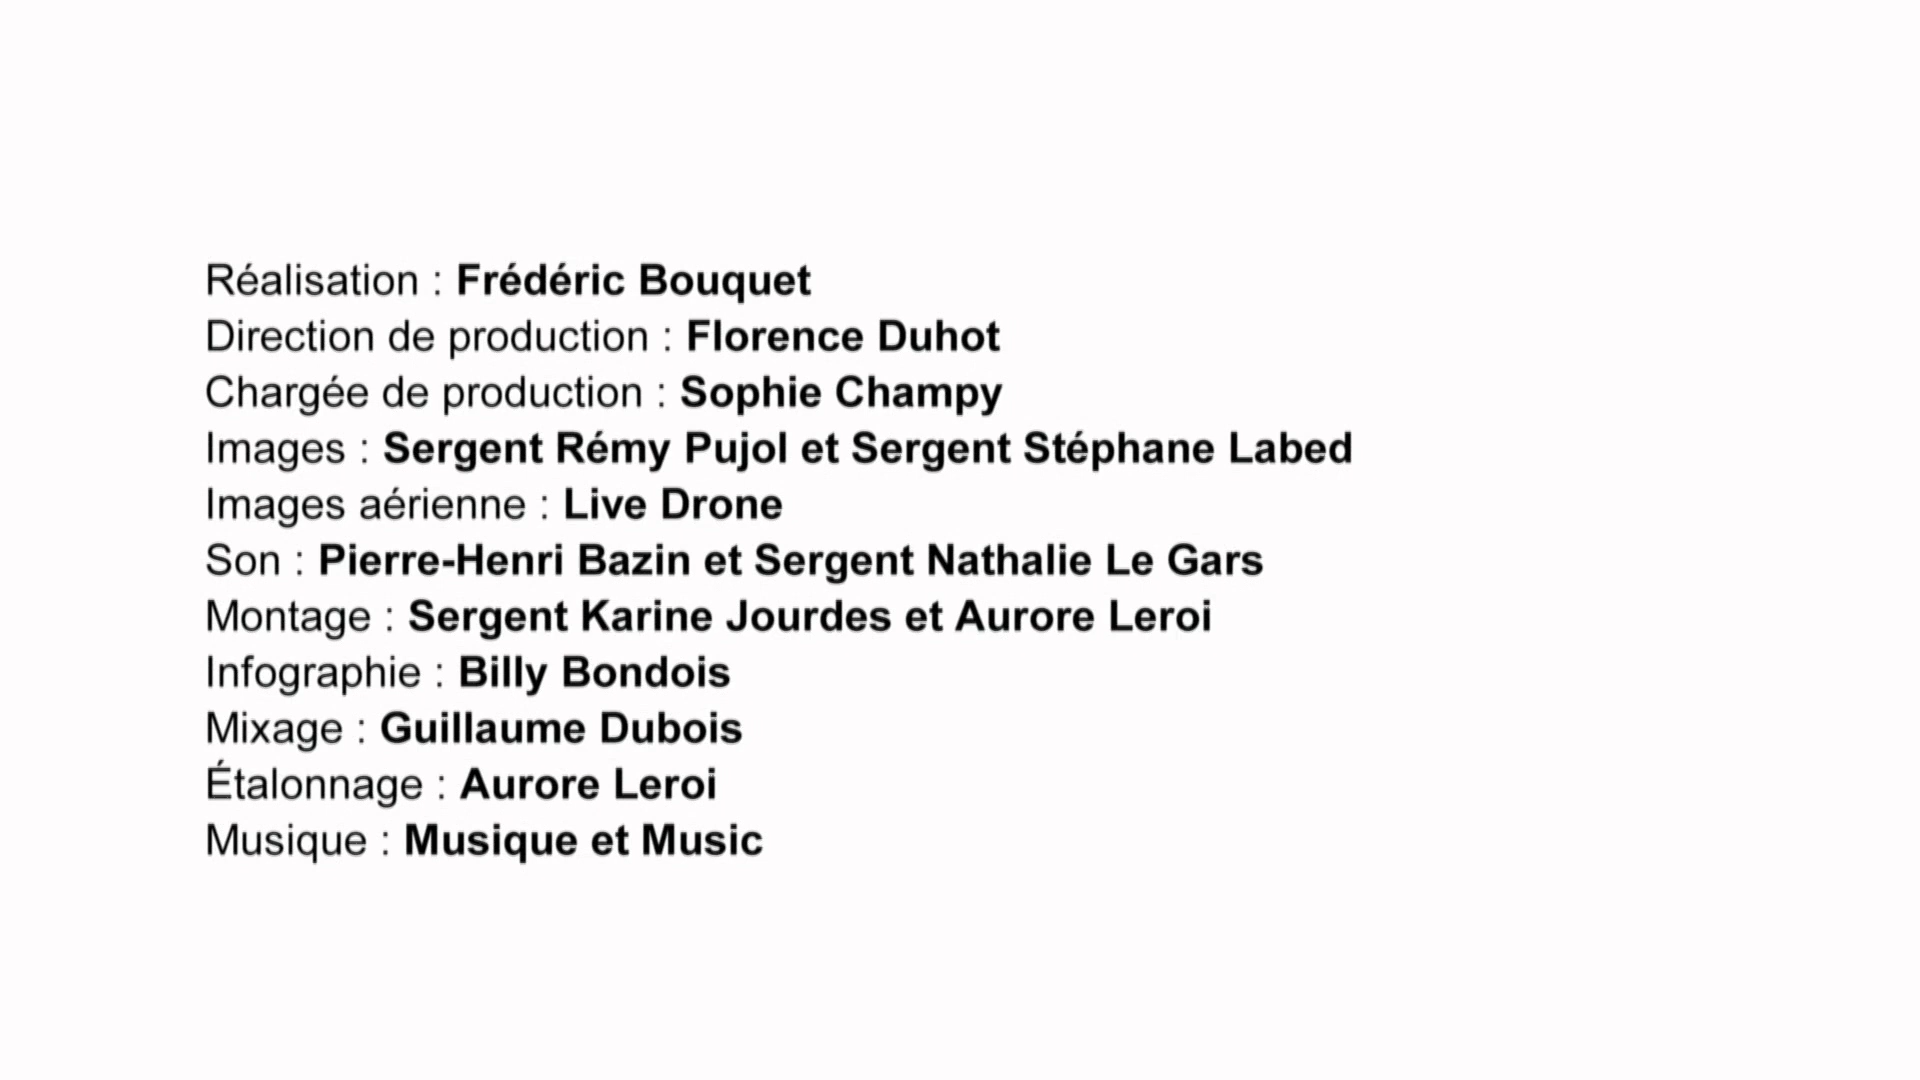 Réalisation : Frédéric Bouquet
Direction de production : Florence Duhot
Chargée de production : Sophie Champy
Images : Sergent Rémy Pujol et Sergent Stéphane Labed
Images aérienne : Live Drone
Son : Pierre-Henri Bazin et Sergent Nathalie Le Gars
Montage : Sergent Karine Jourdes et Aurore Leroi
Infographie : Billy Bondois
Mixage : Guillaume Dubois
Étalonnage : Aurore Leroi
Musique : Musique et Music